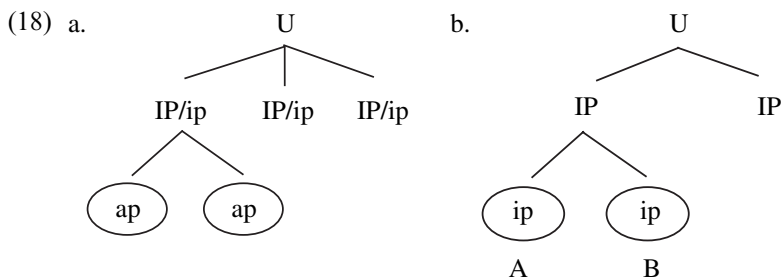 (18) a. U b. U
IP/ip IP/ip IP/ip IP IP
ap ap ip ip
A B